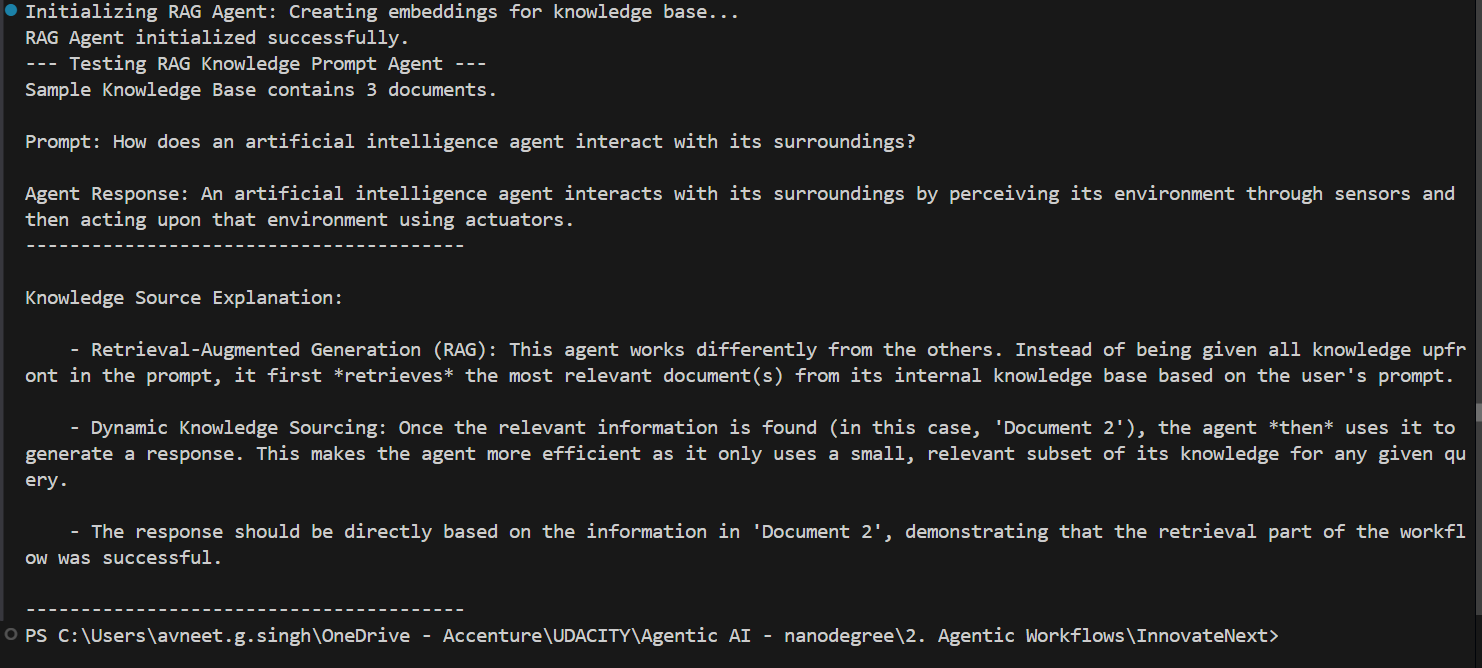 Initializing RAG Agent: Creating embeddings for knowledge base...
RAG Agent initialized successfully.
--- Testing RAG Knowledge Prompt Agent ---
Sample Knowledge Base contains 3 documents.
Prompt: How does an artificial intelligence agent interact with its surroundings?
Agent Response: An artificial intelligence agent interacts with its surroundings by perceiving its environment through sensors and
then acting upon that environment using actuators.
----------------------------------------
Knowledge Source Explanation:
    - Retrieval-Augmented Generation (RAG): This agent works differently from the others. Instead of being given all knowledge upfr
ont in the prompt, it first *retrieves* the most relevant document(s) from its internal knowledge base based on the user's prompt.
    - Dynamic Knowledge Sourcing: Once the relevant information is found (in this case, 'Document 2'), the agent *then* uses it to
generate a response. This makes the agent more efficient as it only uses a small, relevant subset of its knowledge for any given qu
ery.
    - The response should be directly based on the information in 'Document 2', demonstrating that the retrieval part of the workfl
ow was successful.
----------------------------------------
PS C:\Users\avneet.g.singh\OneDrive - Accenture\UDACITY\Agentic AI - nanodegree\2. Agentic Workflows\InnovateNext>